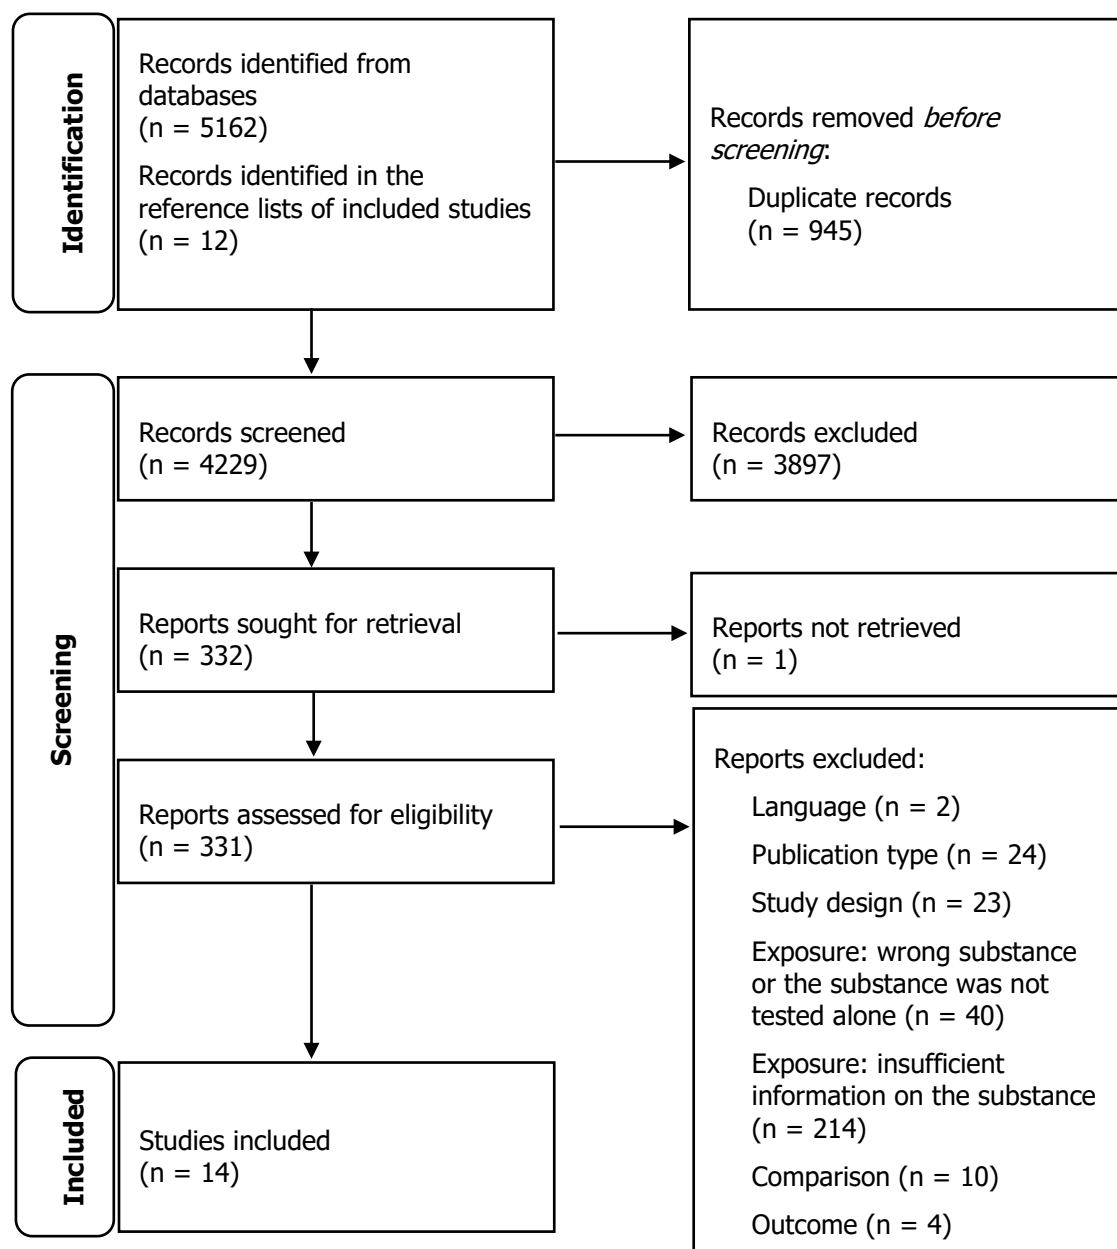 Identification
Records identified from
databases
(n = 5162)
Records identified in the
reference lists of included studies
(n = 12)
Records removed before
screening:
Duplicate records
(n = 945)
Screening
Records screened
(n = 4229)
Records excluded
(n = 3897)
Reports sought for retrieval
(n = 332)
Reports not retrieved
(n = 1)
Reports assessed for eligibility
(n = 331)
Reports excluded:
Language (n = 2)
Publication type (n = 24)
Study design (n = 23)
Exposure: wrong substance
or the substance was not
tested alone (n = 40)
Exposure: insufficient
information on the substance
(n = 214)
Comparison (n = 10)
Outcome (n = 4)
Included
Studies included
(n = 14)